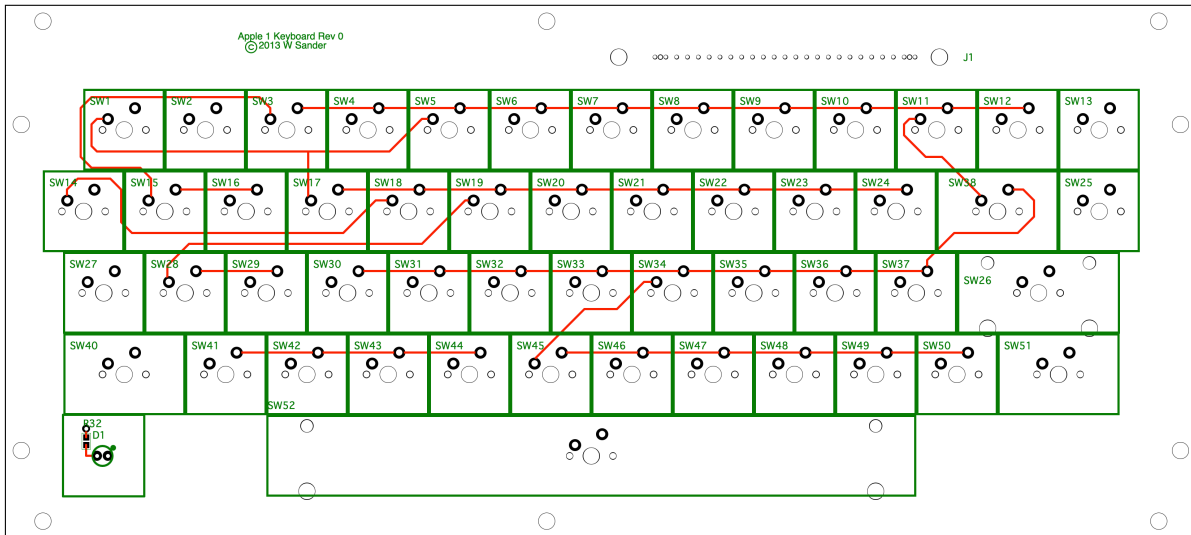 Apple 1 Keyboard Rev 0
© 2013 W Sander
J1
SW1 SW2 SW3 SW4 SW5 SW6 SW7 SW8 SW9 SW10 SW11 SW12 SW13
SW14 SW15 SW16 SW17 SW18 SW19 SW20 SW21 SW22 SW23 SW24 SW38 SW25
SW27 SW28 SW29 SW30 SW31 SW32 SW33 SW34 SW35 SW36 SW37 SW26
SW40 SW41 SW42 SW43 SW44 SW45 SW46 SW47 SW48 SW49 SW50 SW51
SW52
R32
D1